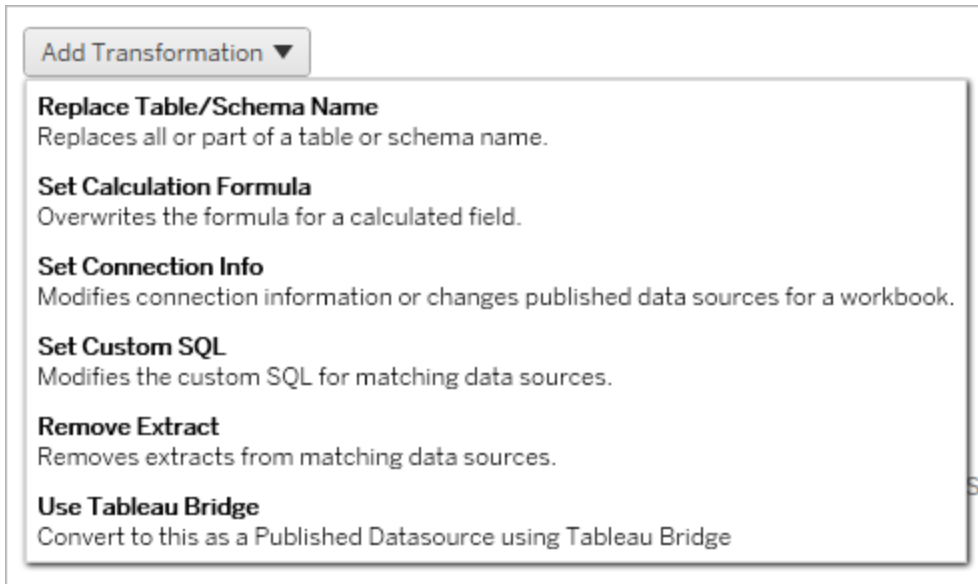 Add Transformation ▼
Replace Table/Schema Name
Replaces all or part of a table or schema name.
Set Calculation Formula
Overwrites the formula for a calculated field.
Set Connection Info
Modifies connection information or changes published data sources for a workbook.
Set Custom SQL
Modifies the custom SQL for matching data sources.
Remove Extract
Removes extracts from matching data sources.
Use Tableau Bridge
Convert to this as a Published Datasource using Tableau Bridge